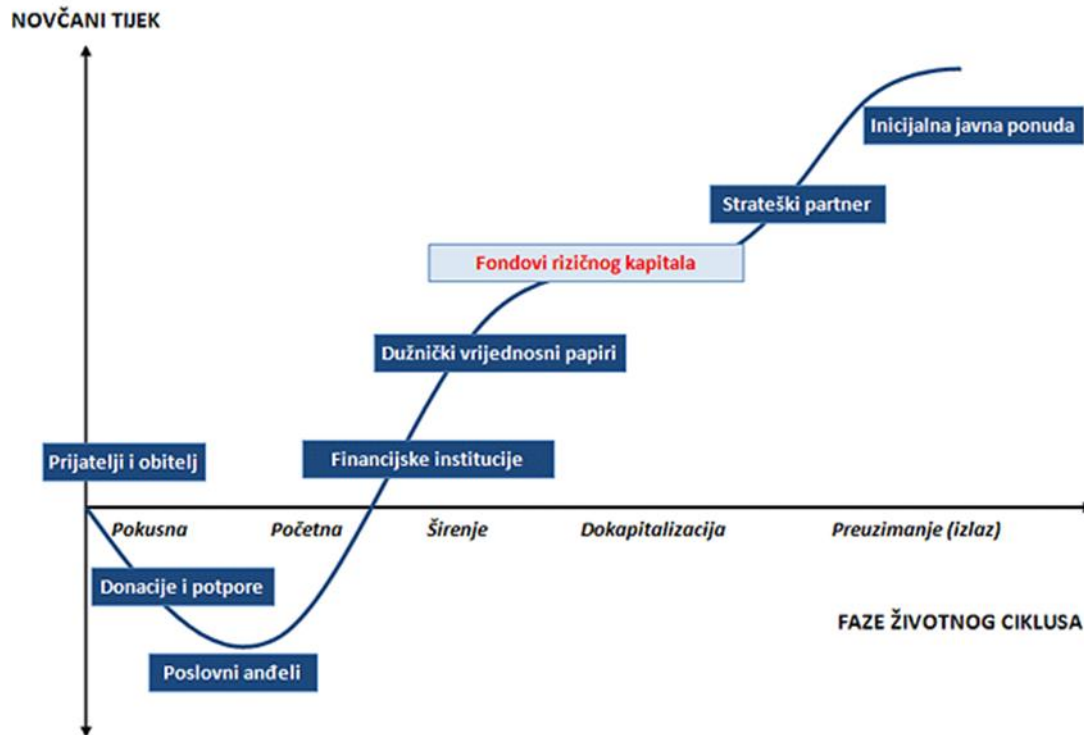 NOVČANI TIJEK
Inicijalna javna ponuda
Strateški partner
Fondovi rizičnog kapitala
Dužnički vrijednosni papiri
Prijatelji i obitelj
Financijske institucije
Pokusna
Početna
Širenje
Dokapitalizacija
Preuzimanje (izlaz)
Donacije i potpore
FAZE ŽIVOTNOG CIKLUSA
Poslovni anđeli